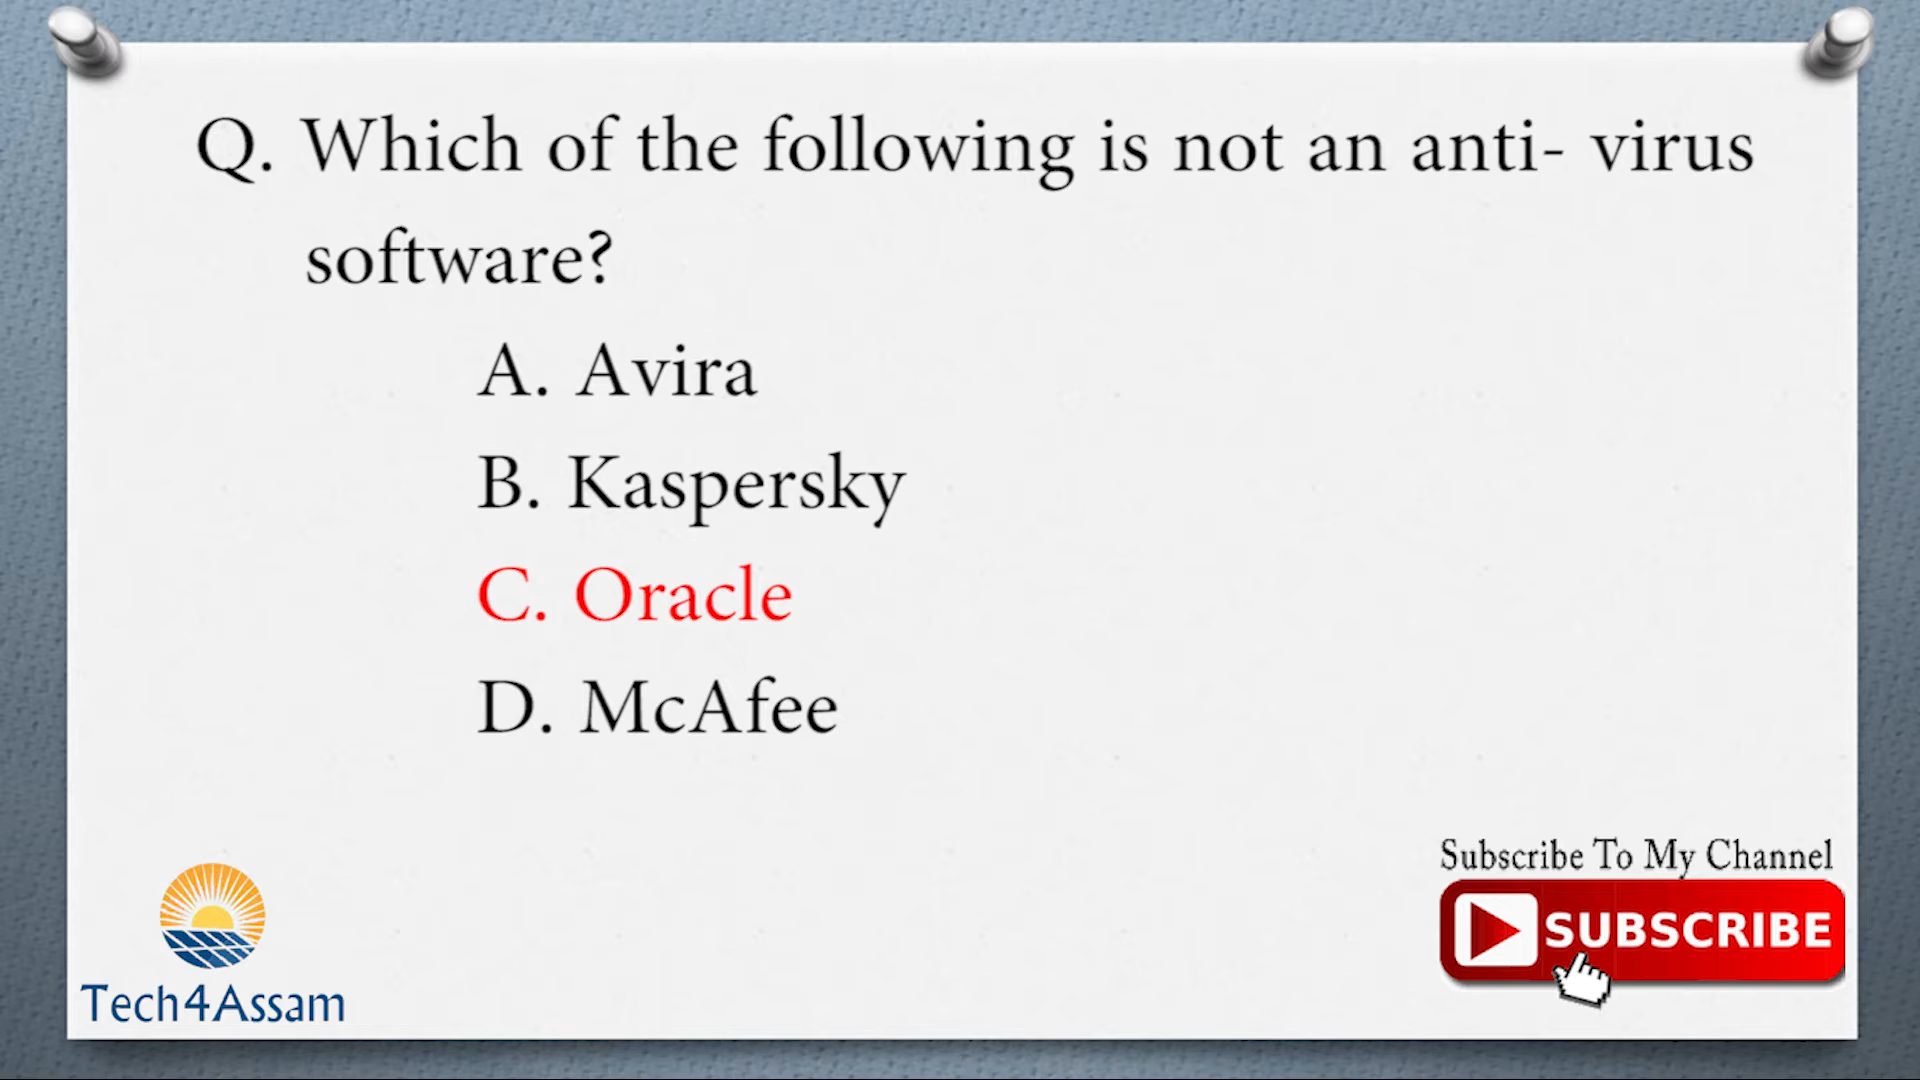 Q. Which of the following is not an anti- virus
software?
A. Avira
B. Kaspersky
C. Oracle
D. McAfee
Subscribe To My Channel
SUBSCRIBE
Tech4Assam